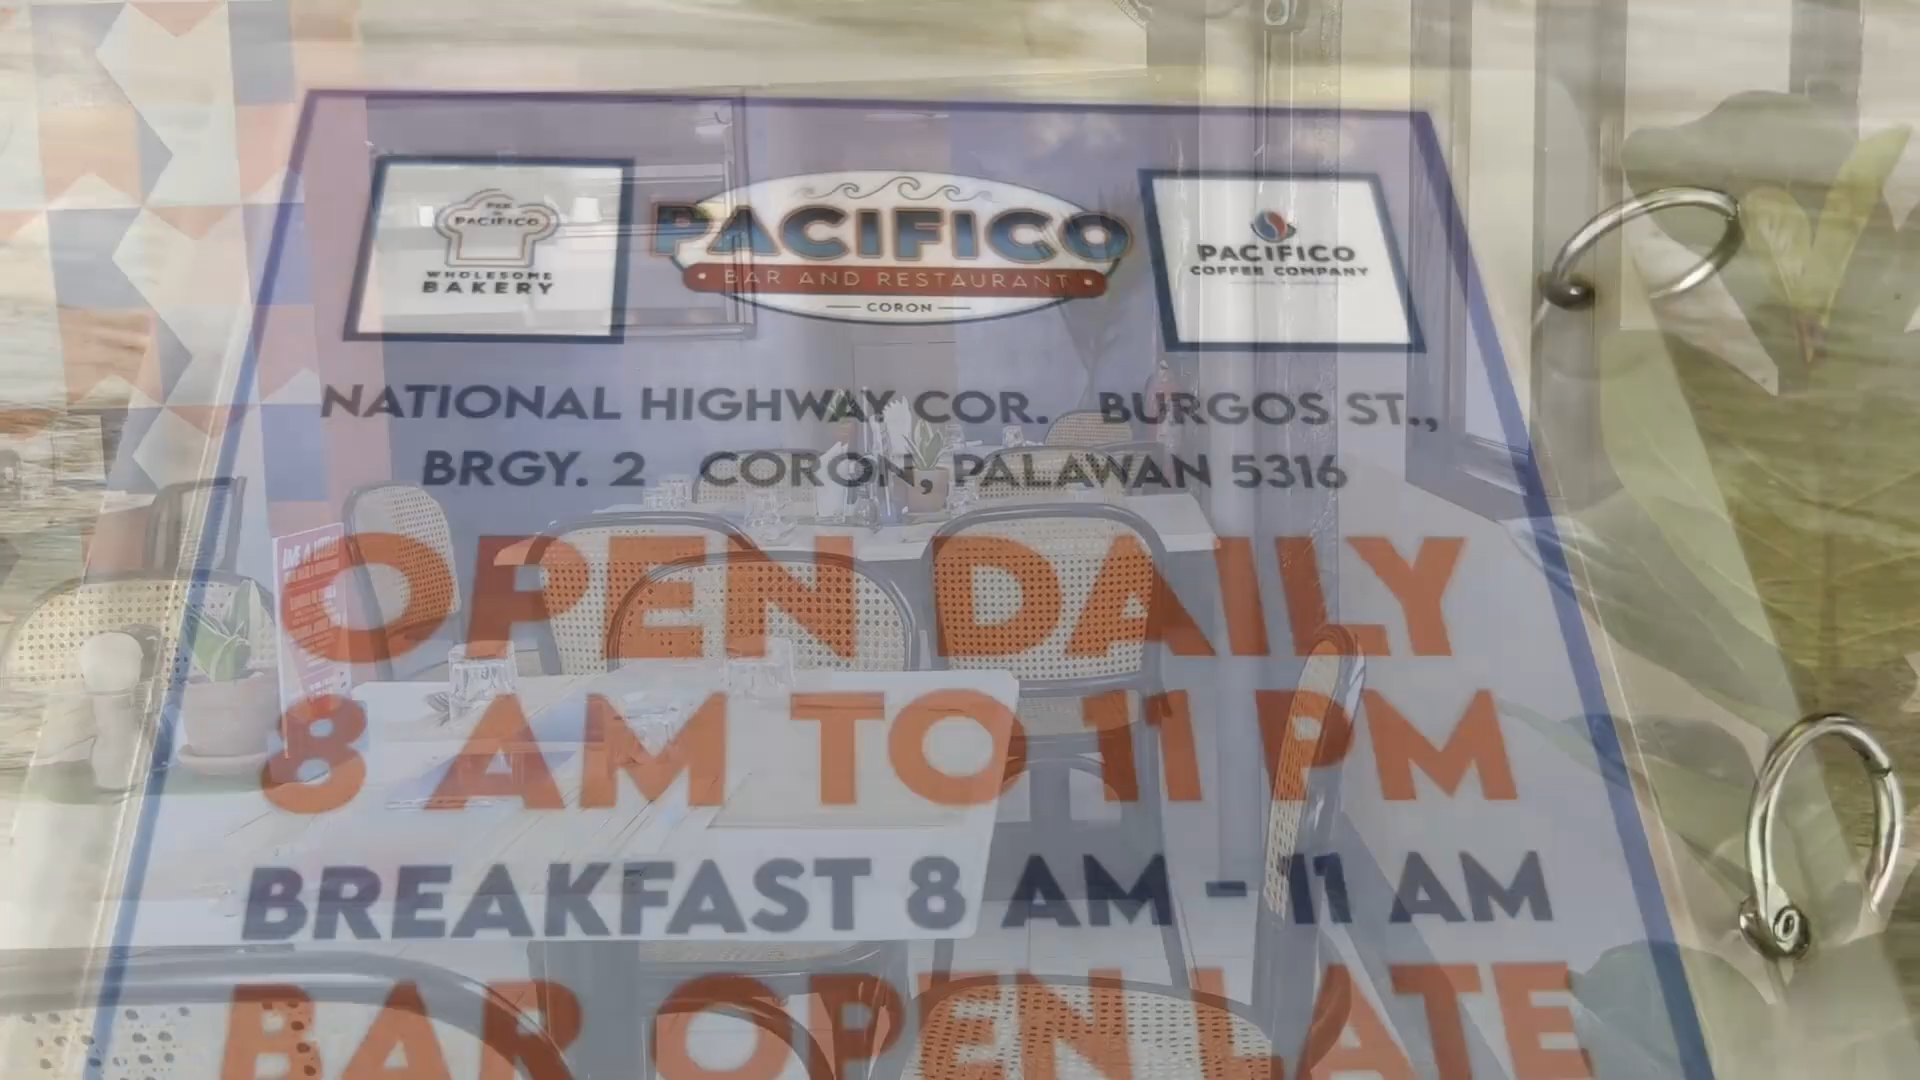 PAN
de
PACIFICO
WHOLESOME
BAKERY
PACIFICO
BAR AND RESTAURANT
CORON
PACIFICO
COFFEE COMPANY
NATIONAL HIGHWAY COR. BURGOS ST.,
BRGY. 2 CORON, PALAWAN 5316
OPEN DAILY
8 AM TO 11 PM
BREAKFAST 8 AM - 11 AM
BAR OPEN LATE